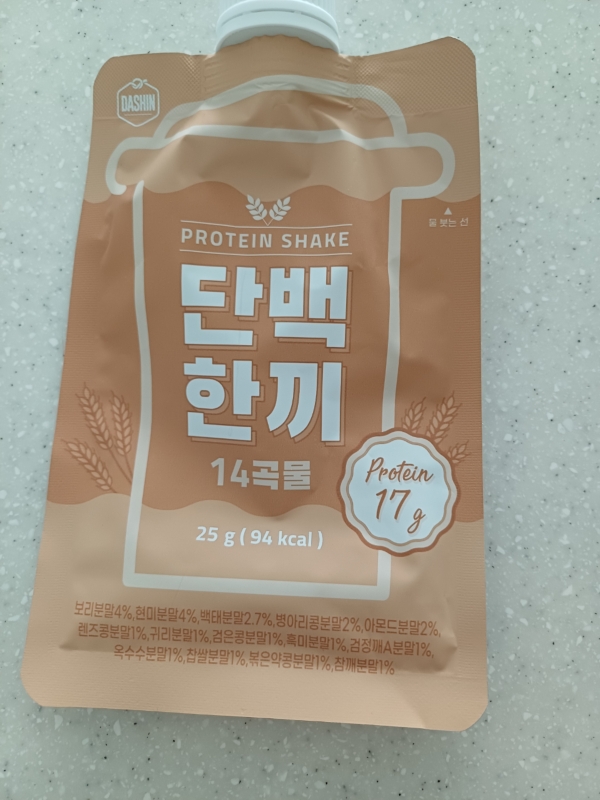 DASHIN
물 붓는 선
PROTEIN SHAKE
단백
한끼
14곡물
Protein
17 g
25 g ( 94 kcal )
보리분말4%,현미분말4%,백태분말2.7%,병아리콩분말2%,아몬드분말2%,
렌즈콩분말1%,귀리분말1%,검은콩분말1%,흑미분말1%,검정깨A분말1%,
옥수수분말1%,찹쌀분말1%,볶은약콩분말1%,참깨분말1%